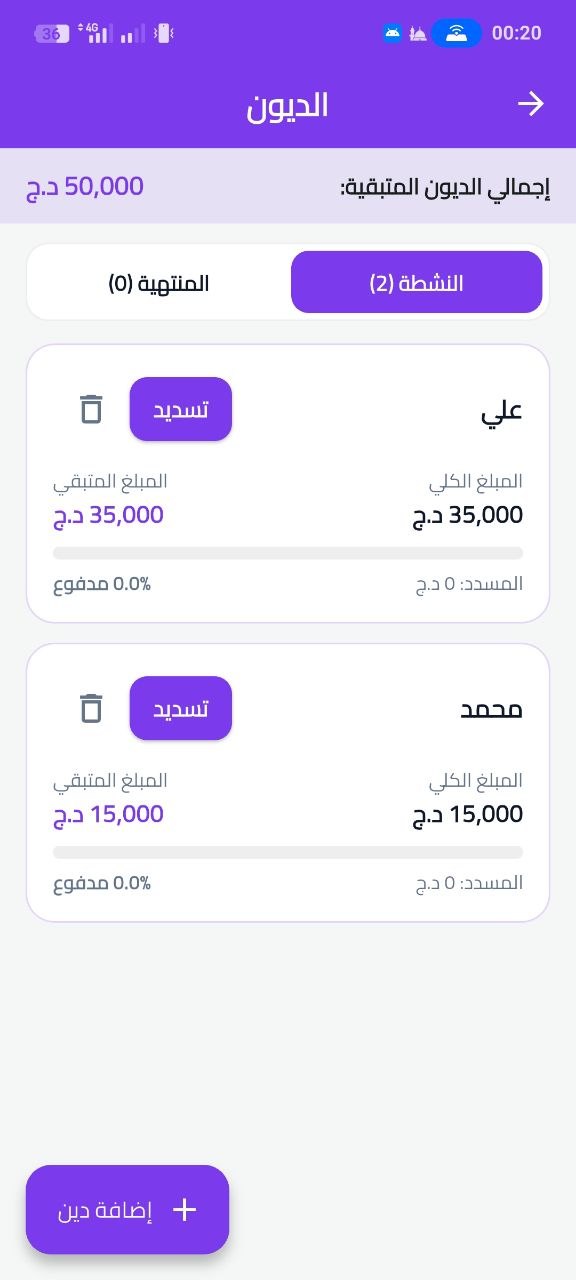 00:20
4G
36
الديون
إجمالي الديون المتبقية: 50,000 د.ج
النشطة (2) المنتهية (0)
علي تسديد
المبلغ الكلي المبلغ المتبقي
35,000 د.ج 35,000 د.ج
المسدد: 0 د.ج 0.0% مدفوع
محمد تسديد
المبلغ الكلي المبلغ المتبقي
15,000 د.ج 15,000 د.ج
المسدد: 0 د.ج 0.0% مدفوع
إضافة دين